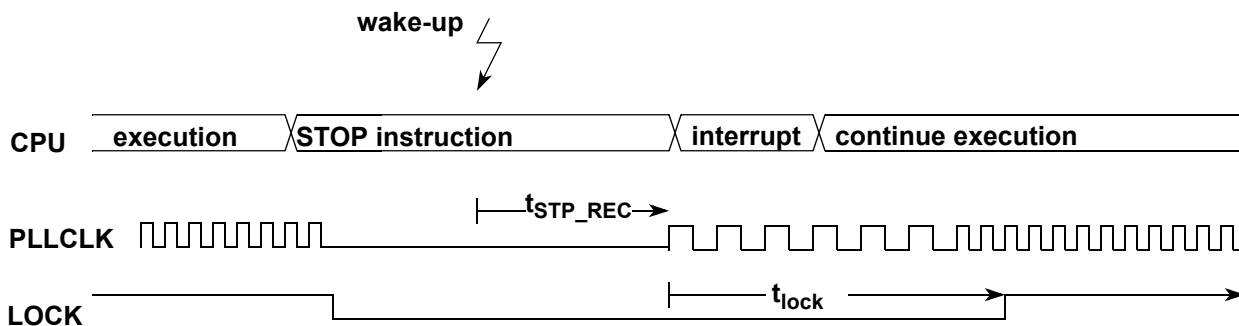 wake-up
CPU execution STOP instruction interrupt continue execution
tSTP_REC
PLLCLK
tlock
LOCK